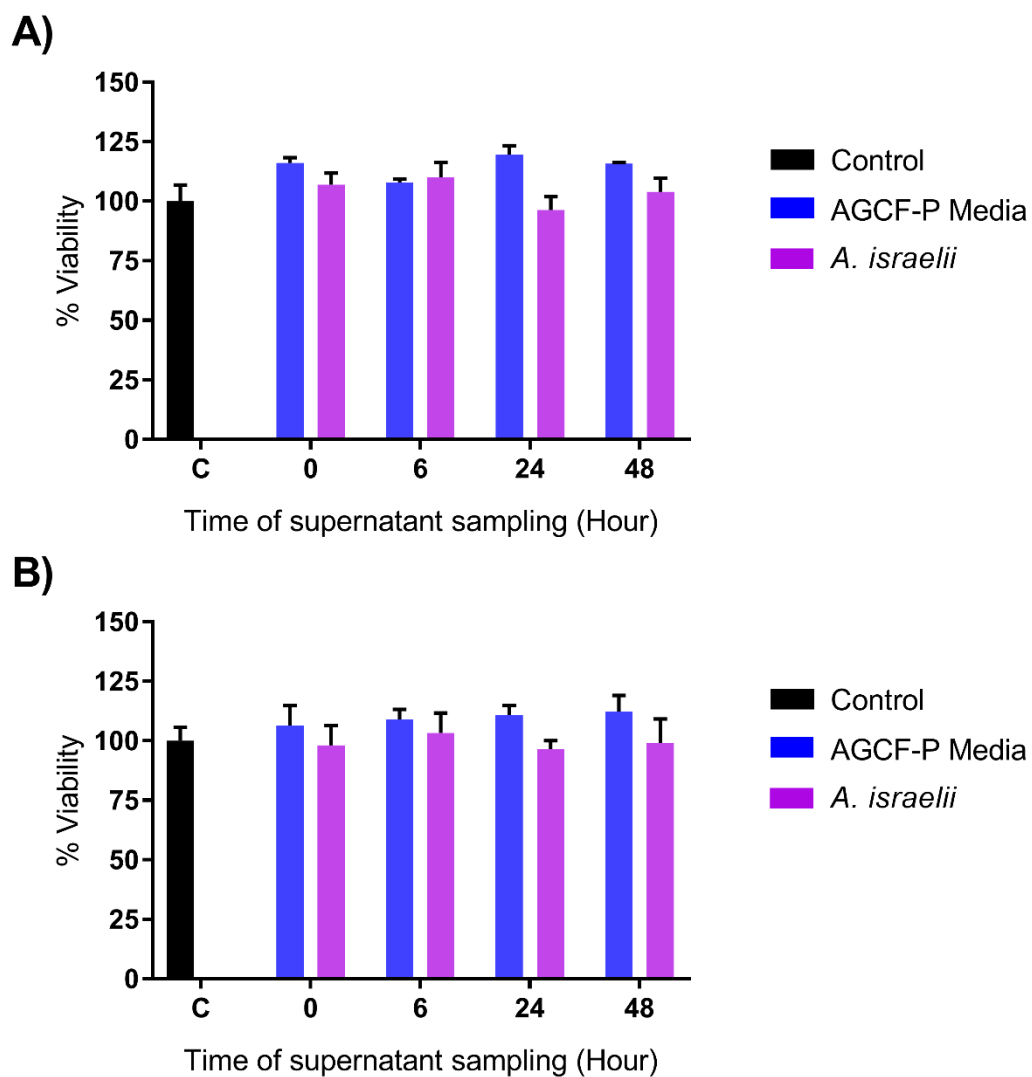 A)
150
125
100
75
50
25
0
% Viability
C 0 6 24 48
Time of supernatant sampling (Hour)
Control
AGCF-P Media
A. israelii
B)
150
125
100
75
50
25
0
% Viability
C 0 6 24 48
Time of supernatant sampling (Hour)
Control
AGCF-P Media
A. israelii